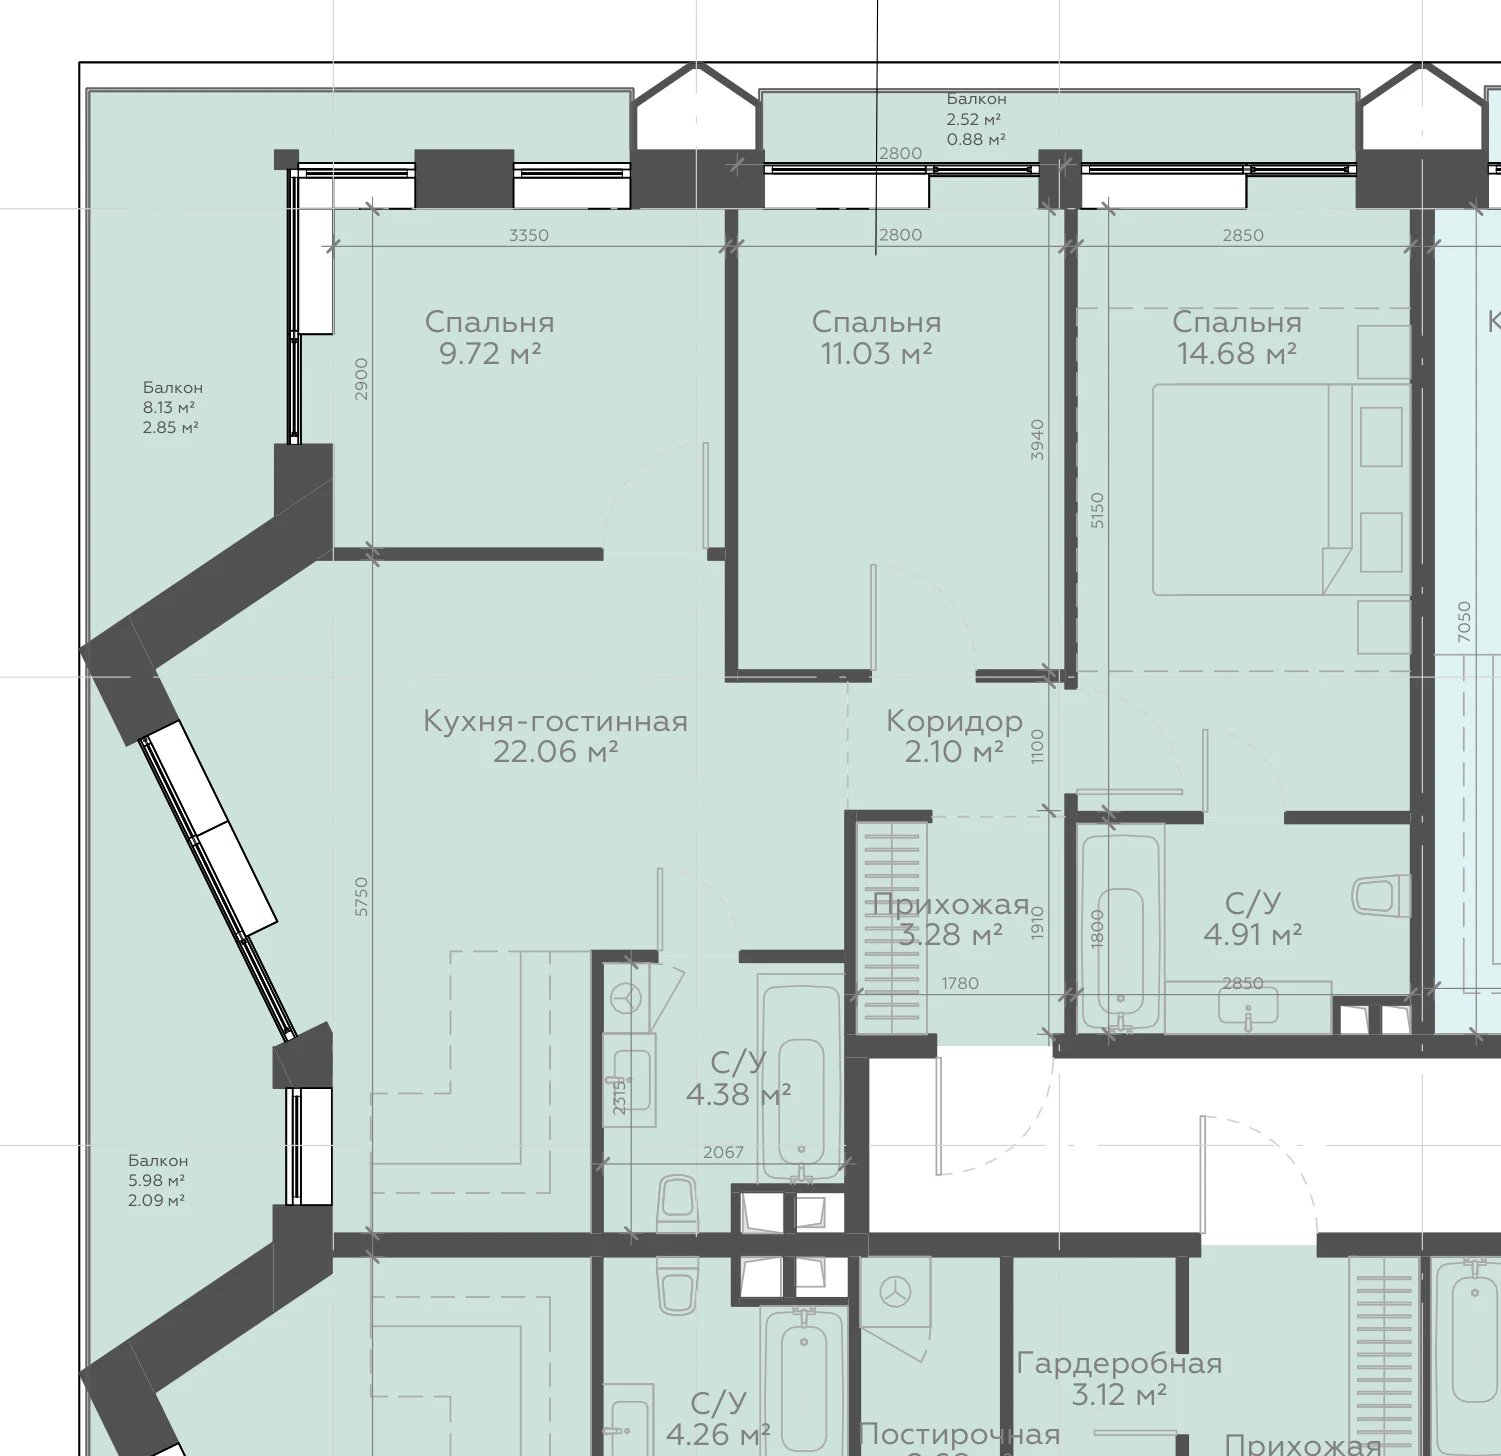 Балкон
2.52 м²
0.88 м²
2800
3350
2800
2850
Спальня
9.72 м²
Спальня
11.03 м²
Спальня
14.68 м²
2900
Балкон
8.13 м²
2.85 м²
3940
5150
7050
Кухня-гостинная
22.06 м²
Коридор
2.10 м²
1100
5750
Прихожая
3.28 м²
1910
1800
С/У
4.91 м²
1780
2850
С/У
4.38 м²
2315
2067
Балкон
5.98 м²
2.09 м²
Гардеробная
3.12 м²
С/У
4.26 м²
Постирочная
Прихожая